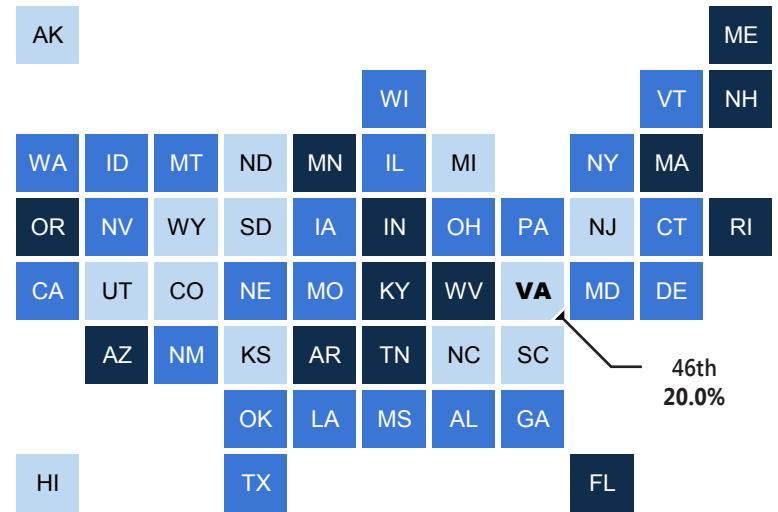 AK ME
WI VT NH
WA ID MT ND MN IL MI NY MA
OR NV WY SD IA IN OH PA NJ CT RI
CA UT CO NE MO KY WV VA MD DE
AZ NM KS AR TN NC SC
46th
20.0%
OK LA MS AL GA
HI TX FL